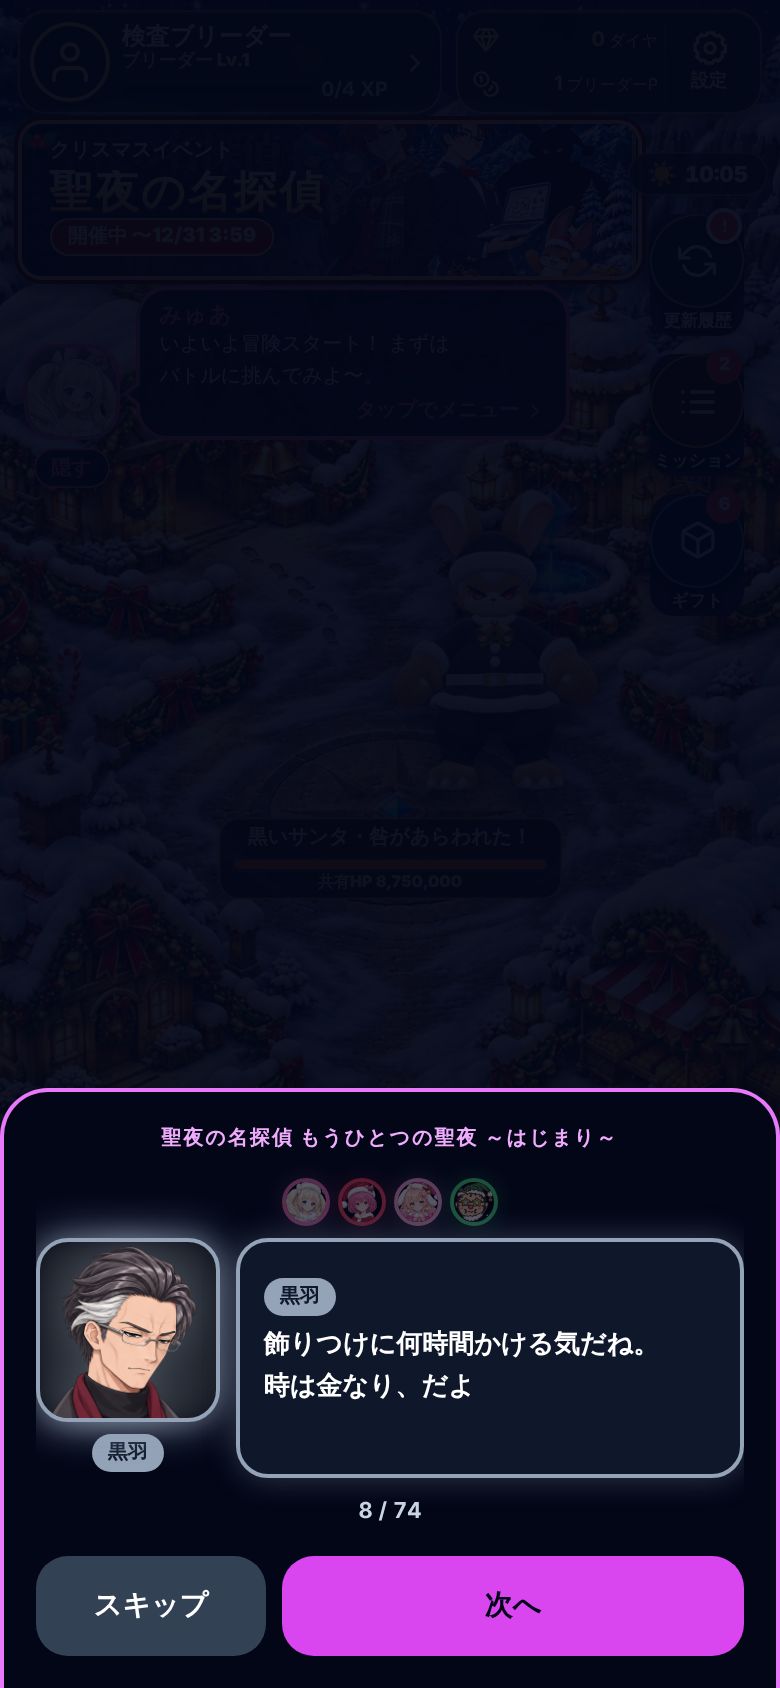 検査ブリーダー
ブリーダー Lv.1
0/4 XP
0 ダイヤ
1 ブリーダーP
設定
クリスマスイベント
聖夜の名探偵
開催中 〜12/31 3:59
10:05
!
更新履歴
みゅあ
いよいよ冒険スタート！ まずは
バトルに挑んでみよ〜。
タップでメニュー
隠す
2
ミッション
6
ギフト
黒いサンタ・咎があらわれた！
共有HP 8,750,000
聖夜の名探偵 もうひとつの聖夜 ～はじまり～
黒羽
飾りつけに何時間かける気だね。
時は金なり、だよ
黒羽
8 / 74
スキップ
次へ